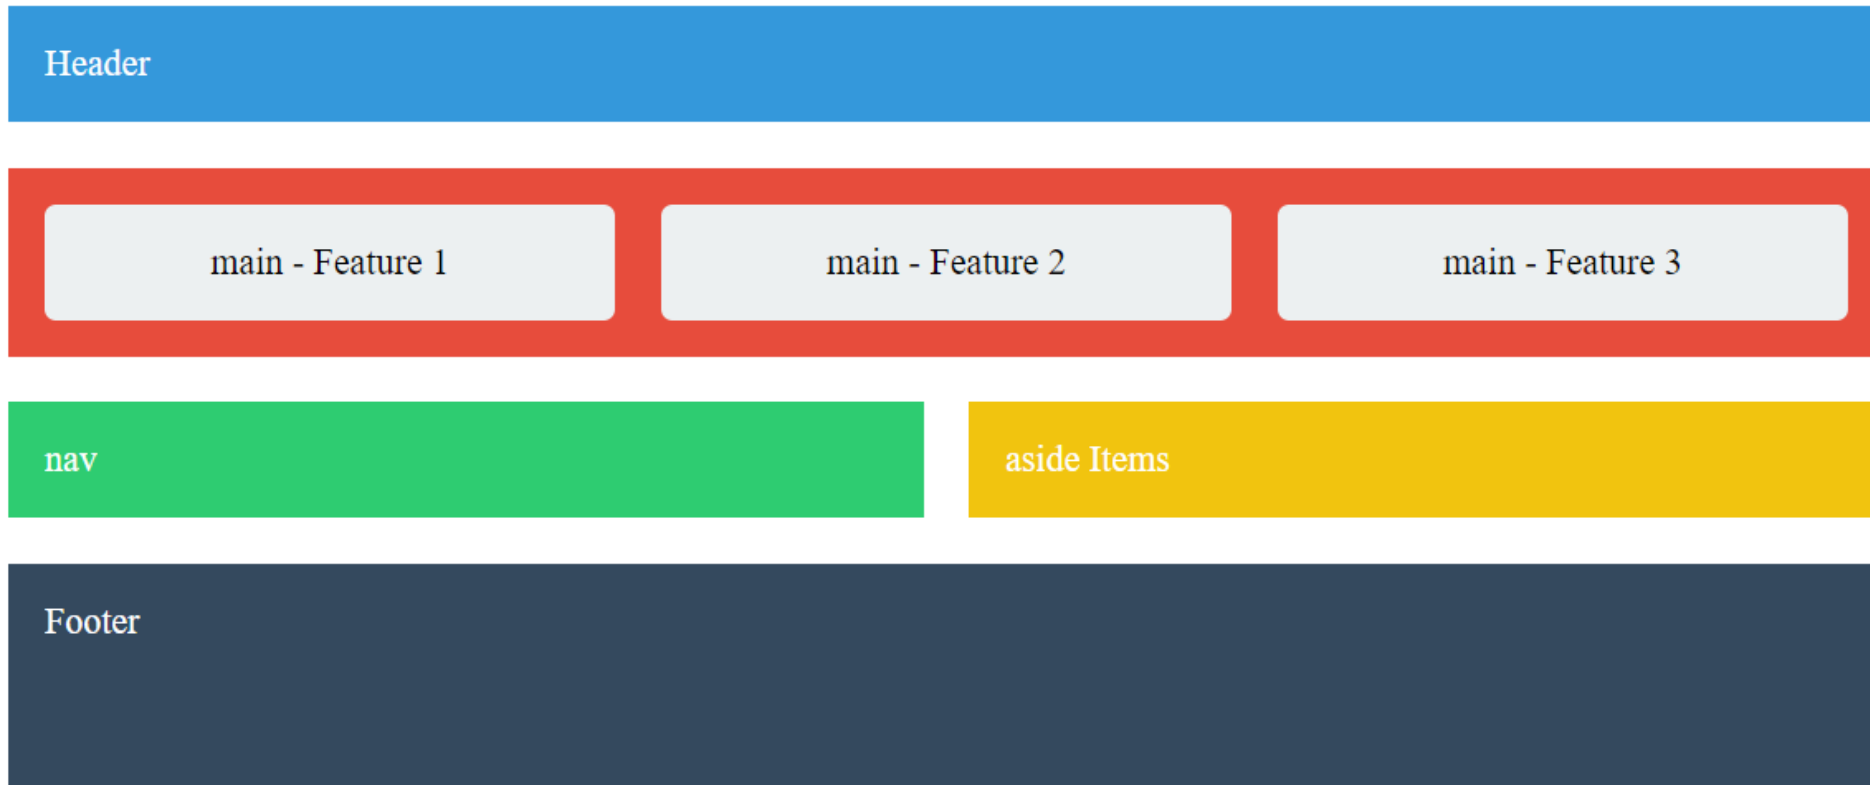 Header
main - Feature 1
main - Feature 2
main - Feature 3
nav
aside Items
Footer